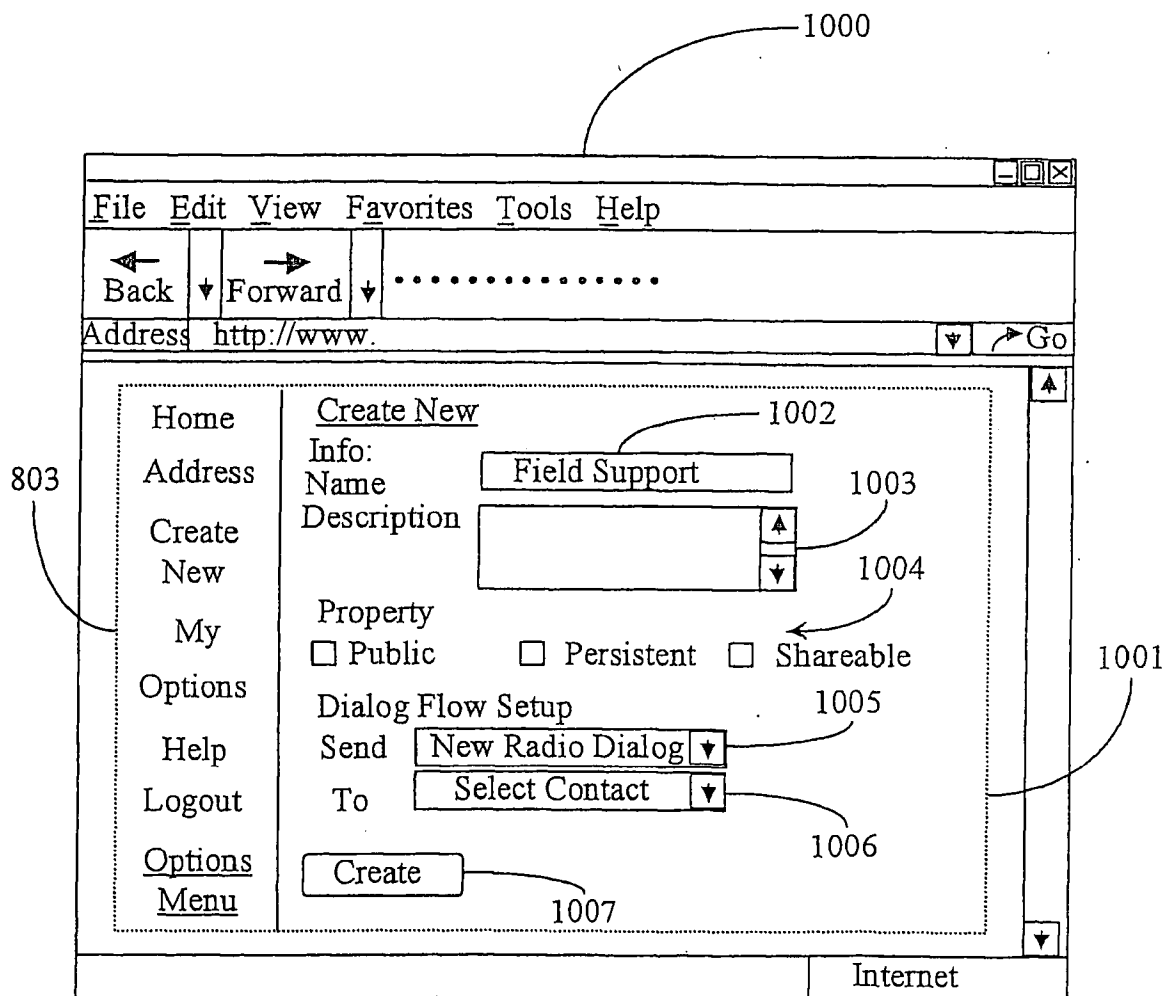 1000
File Edit View Favorites Tools Help
Back Forward
Address http://www. Go
Home
Address
Create
New
My
Options
Help
Logout
Options
Menu
803
Create New
1002
Info:
Name Field Support
1003
Description
1004
Property
Public Persistent Shareable
1001
Dialog Flow Setup
1005
Send New Radio Dialog
To Select Contact
1006
Create
1007
Internet